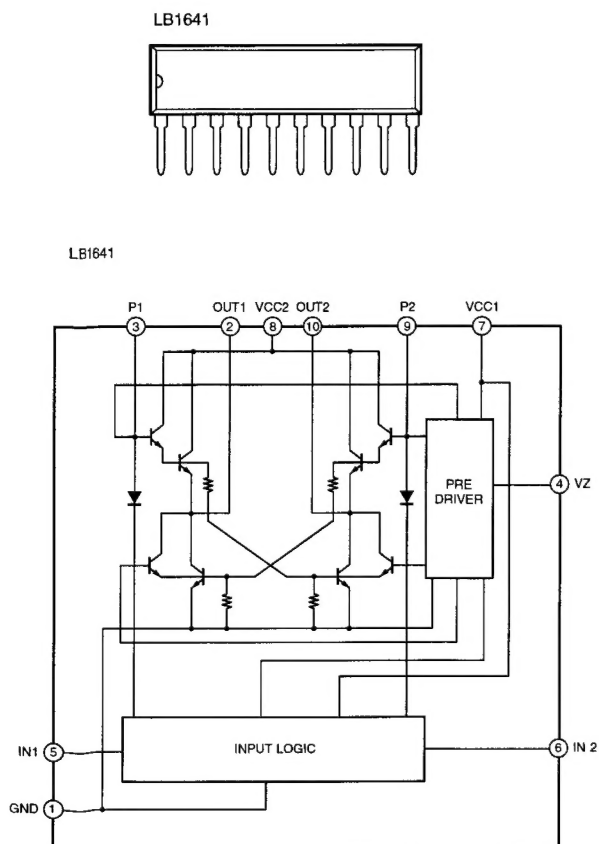 LB1641
LB1641
P1 OUT1 VCC2 OUT2 P2 VCC1
3 2 8 10 9 7
PRE
DRIVER
4 VZ
IN1 5 INPUT LOGIC 6 IN 2
GND 1